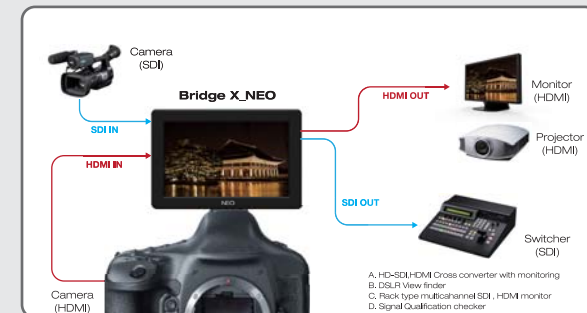 Camera
(SDI)
Bridge X_NEO
SDI IN
HDMI IN
HDMI OUT
SDI OUT
NEO
Monitor
(HDMI)
Projector
(HDMI)
Switcher
(SDI)
Camera
(HDMI)
A. HD-SDI,HDMI Cross converter with monitoring
B. DSLR View finder
C. Rack type multicahannel SDI , HDMI monitor
D. Signal Qualification checker